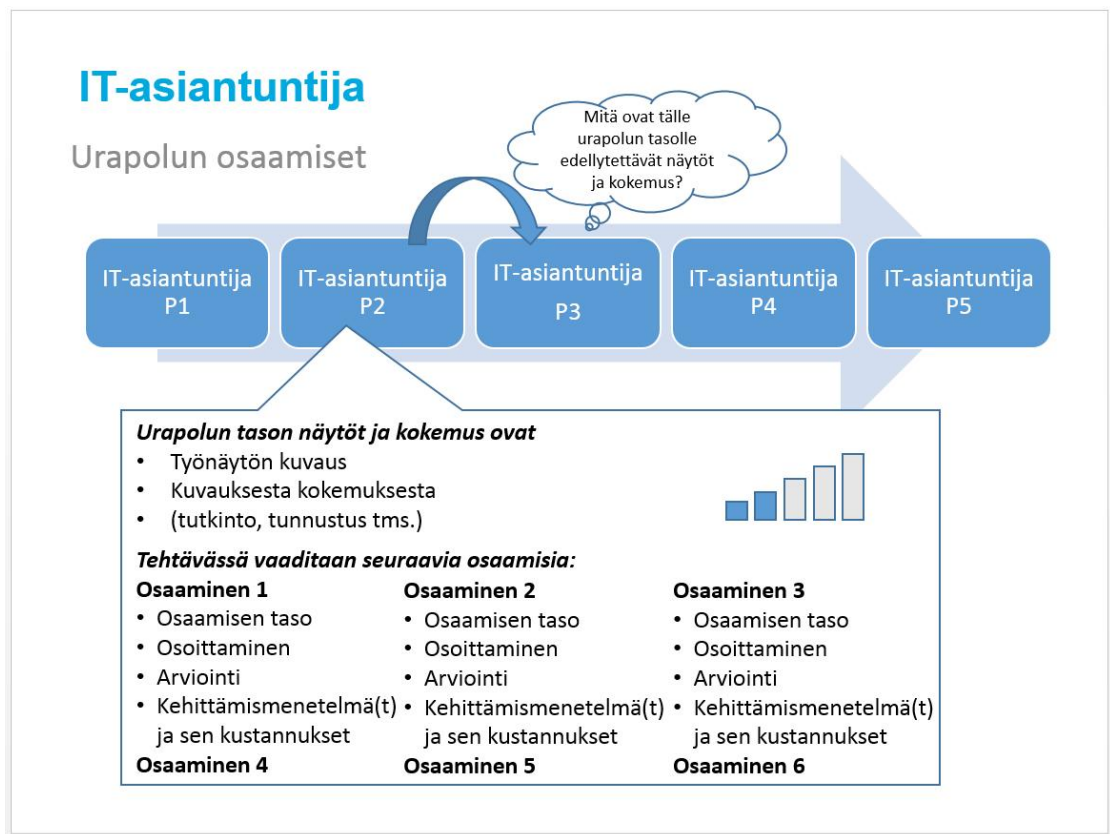 IT-asiantuntija
Urapolun osaamiset
Mitä ovat tälle
urapolun tasolle
edellytettävät näytöt
ja kokemus?
IT-asiantuntija
P1
IT-asiantuntija
P2
IT-asiantuntija
P3
IT-asiantuntija
P4
IT-asiantuntija
P5
Urapolun tason näytöt ja kokemus ovat
• Työnäytön kuvaus
• Kuvauksesta kokemuksesta
• (tutkinto, tunnustus tms.)
Tehtävässä vaaditaan seuraavia osaamisia:
Osaaminen 1
• Osaamisen taso
• Osoittaminen
• Arviointi
• Kehittämismenetelmä(t)
ja sen kustannukset
Osaaminen 4
Osaaminen 2
• Osaamisen taso
• Osoittaminen
• Arviointi
• Kehittämismenetelmä(t)
ja sen kustannukset
Osaaminen 5
Osaaminen 3
• Osaamisen taso
• Osoittaminen
• Arviointi
• Kehittämismenetelmä(t)
ja sen kustannukset
Osaaminen 6